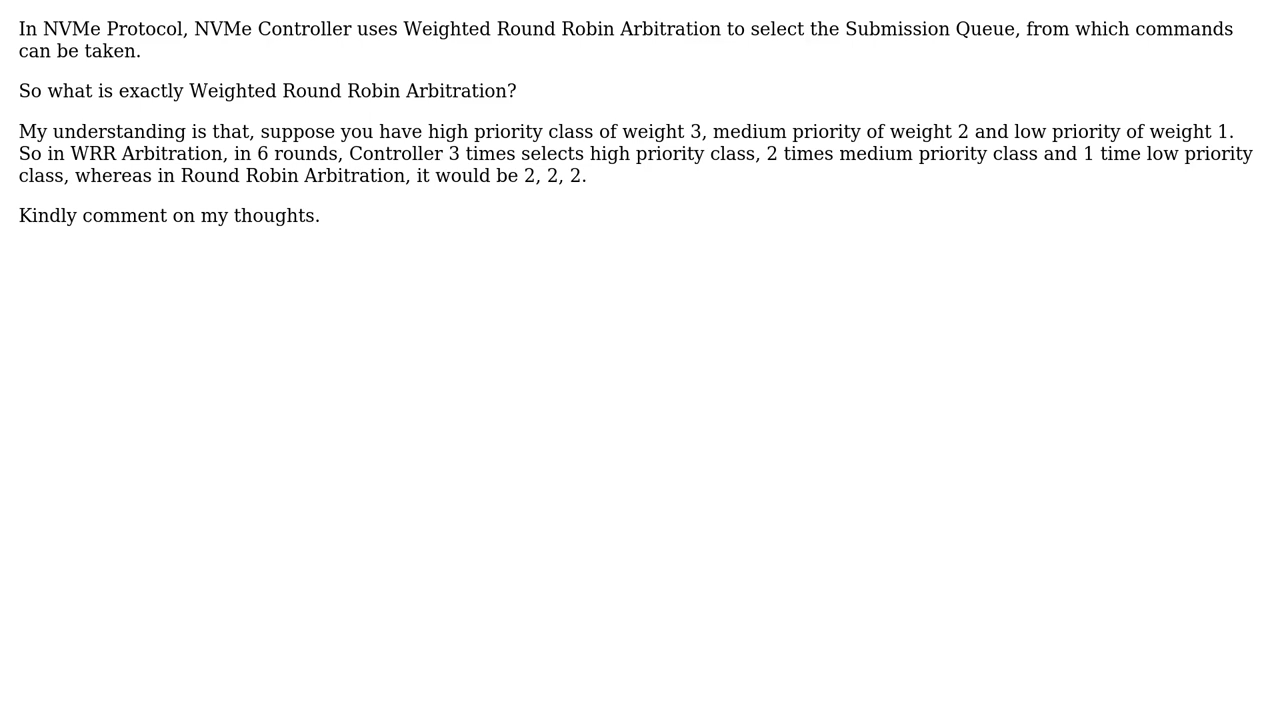 In NVMe Protocol, NVMe Controller uses Weighted Round Robin Arbitration to select the Submission Queue, from which commands
can be taken.
So what is exactly Weighted Round Robin Arbitration?
My understanding is that, suppose you have high priority class of weight 3, medium priority of weight 2 and low priority of weight 1.
So in WRR Arbitration, in 6 rounds, Controller 3 times selects high priority class, 2 times medium priority class and 1 time low priority
class, whereas in Round Robin Arbitration, it would be 2, 2, 2.
Kindly comment on my thoughts.